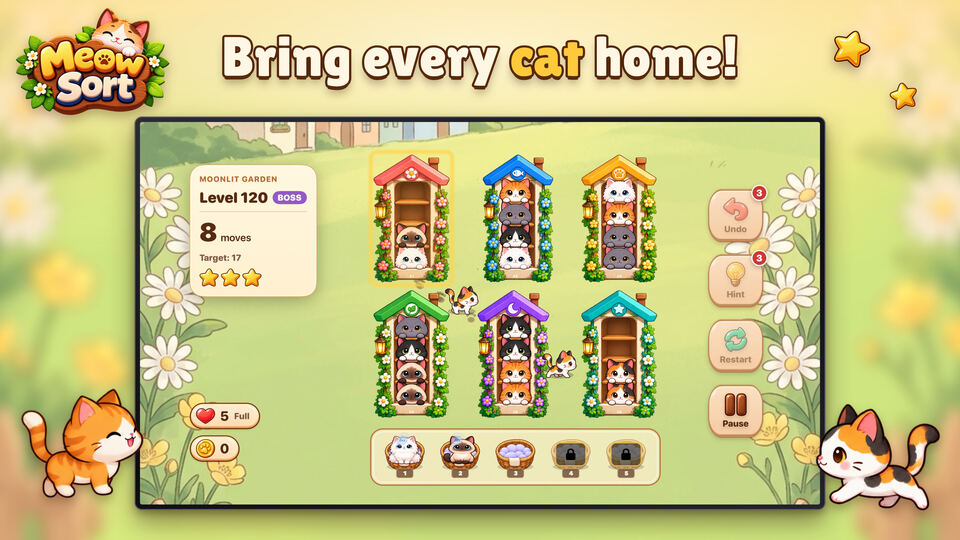 Meow
Sort
Bring every cat home!
MOONLIT GARDEN
Level 120 BOSS
8 moves
Target: 17
5 Full
0
3
Undo
3
Hint
Restart
Pause
1
2
3
4
5